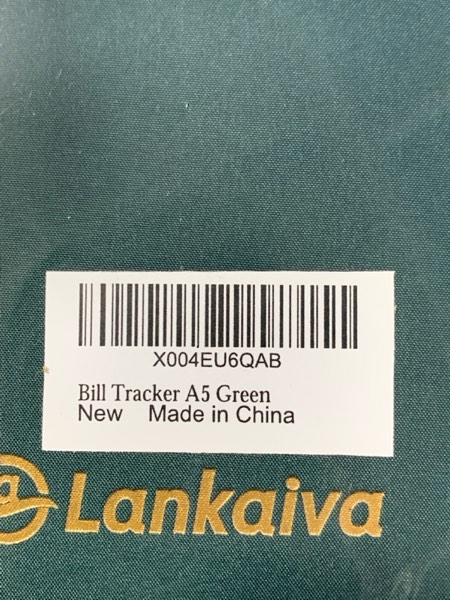 X004EU6QAB
Bill Tracker A5 Green
New Made in China
Lankaiva